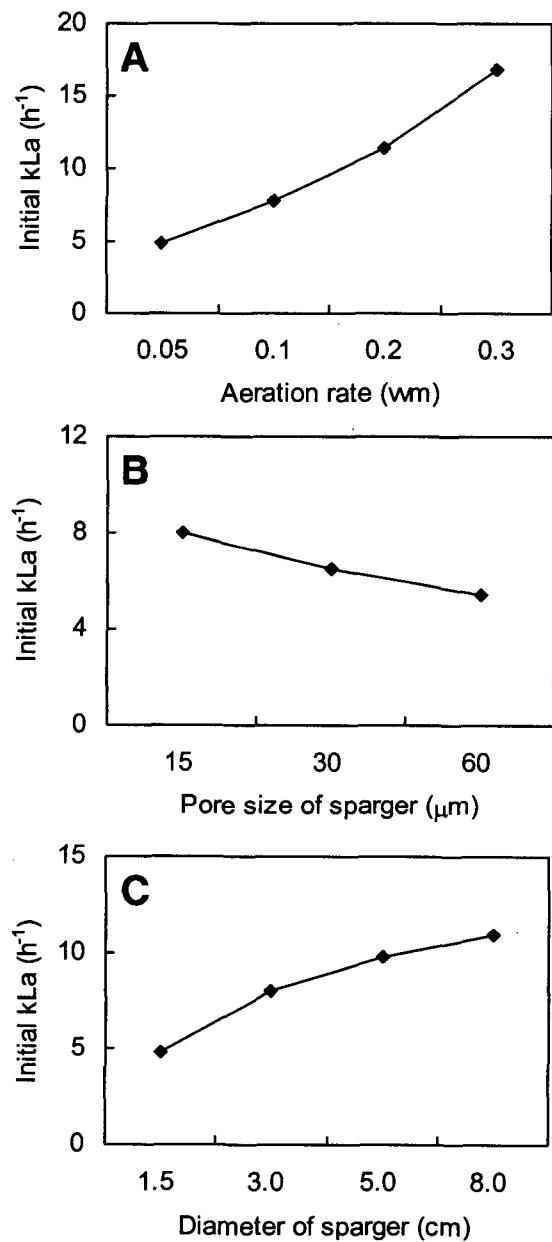 A
Initial kLa (h⁻¹)
20
15
10
5
0
0.05 0.1 0.2 0.3
Aeration rate (vvm)
B
Initial kLa (h⁻¹)
12
8
4
0
15 30 60
Pore size of sparger (μm)
C
Initial kLa (h⁻¹)
15
10
5
0
1.5 3.0 5.0 8.0
Diameter of sparger (cm)